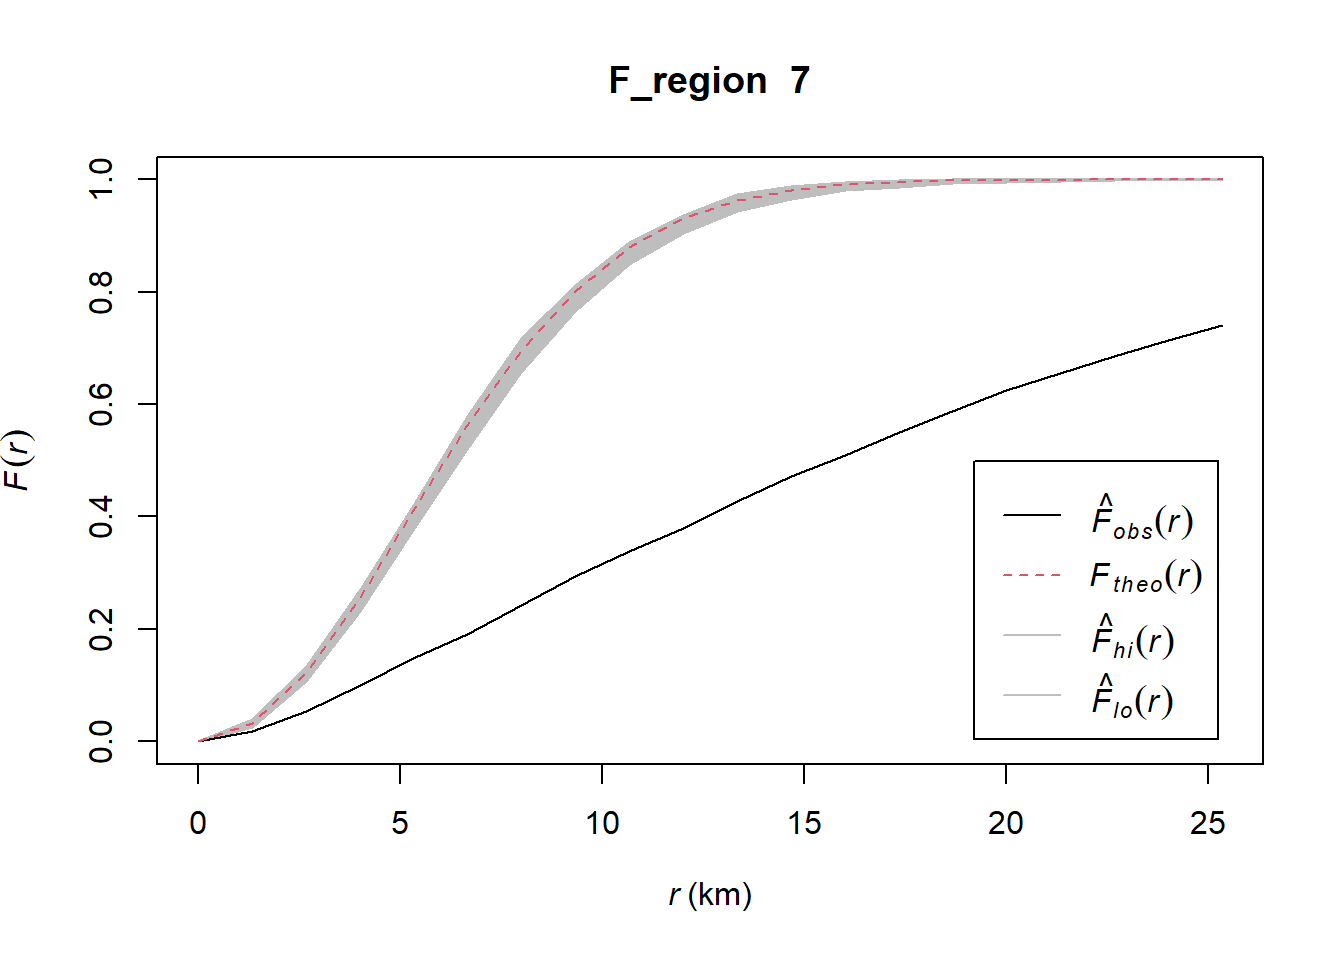 F_region 7
F(r)
1.0
0.8
0.6
0.4
0.2
0.0
F̂obs(r)
Ftheo(r)
F̂hi(r)
F̂lo(r)
0 5 10 15 20 25
r (km)